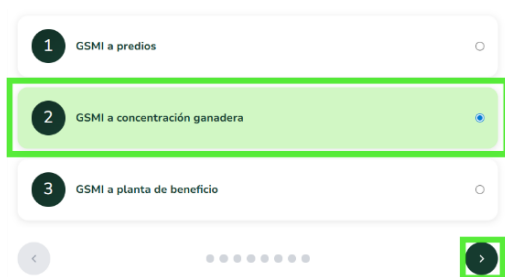 1 GSMI a predios
2 GSMI a concentración ganadera
3 GSMI a planta de beneficio